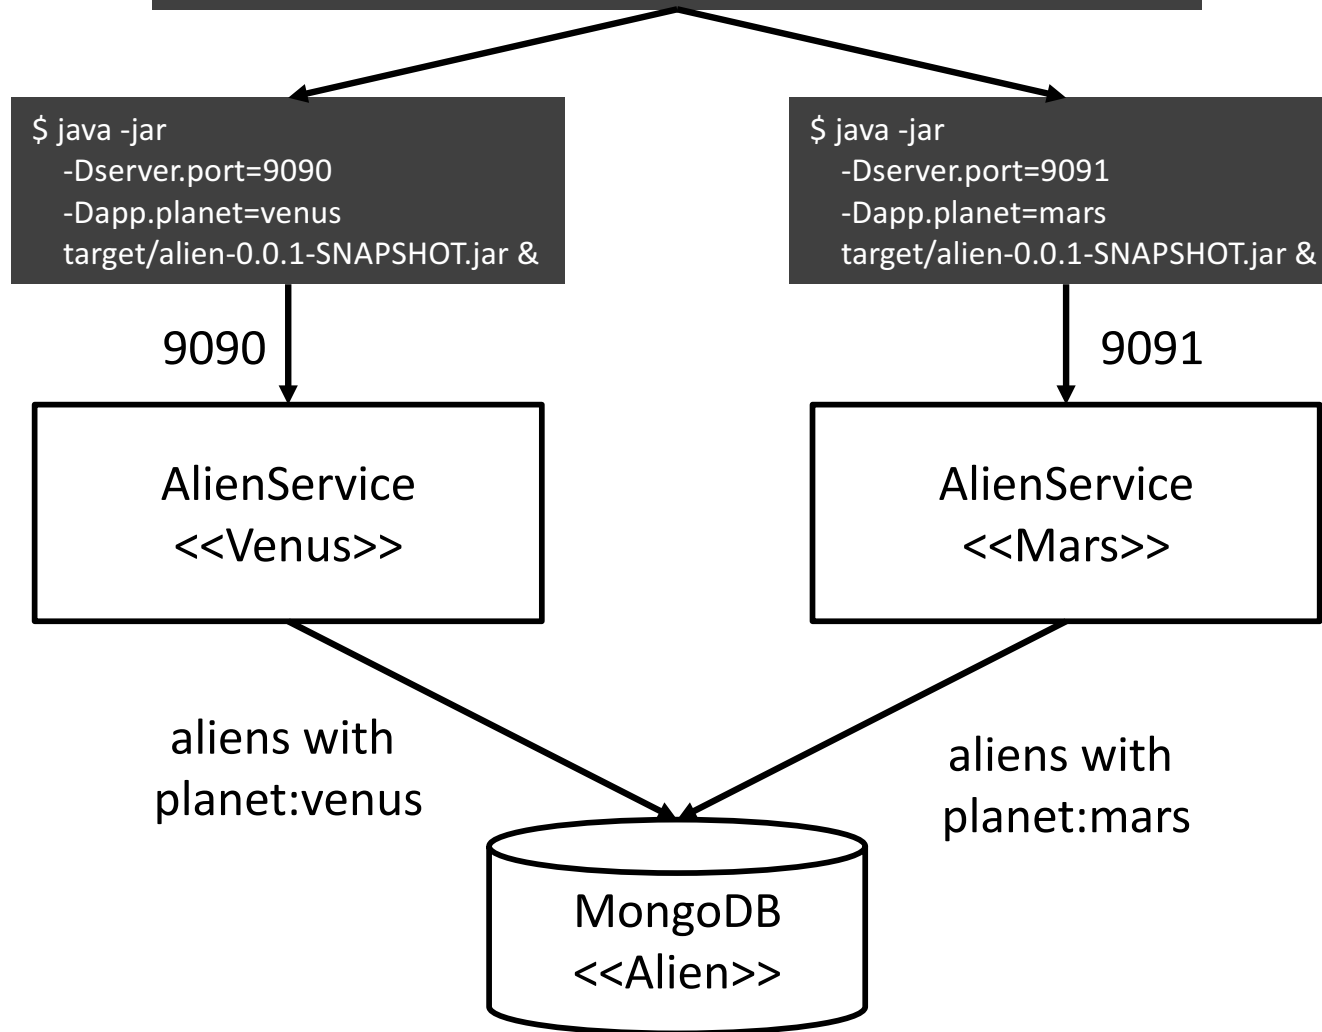 $ java -jar
-Dserver.port=9090
-Dapp.planet=venus
target/alien-0.0.1-SNAPSHOT.jar &
$ java -jar
-Dserver.port=9091
-Dapp.planet=mars
target/alien-0.0.1-SNAPSHOT.jar &
9090
9091
AlienService
<<Venus>>
AlienService
<<Mars>>
aliens with
planet:venus
aliens with
planet:mars
MongoDB
<<Alien>>